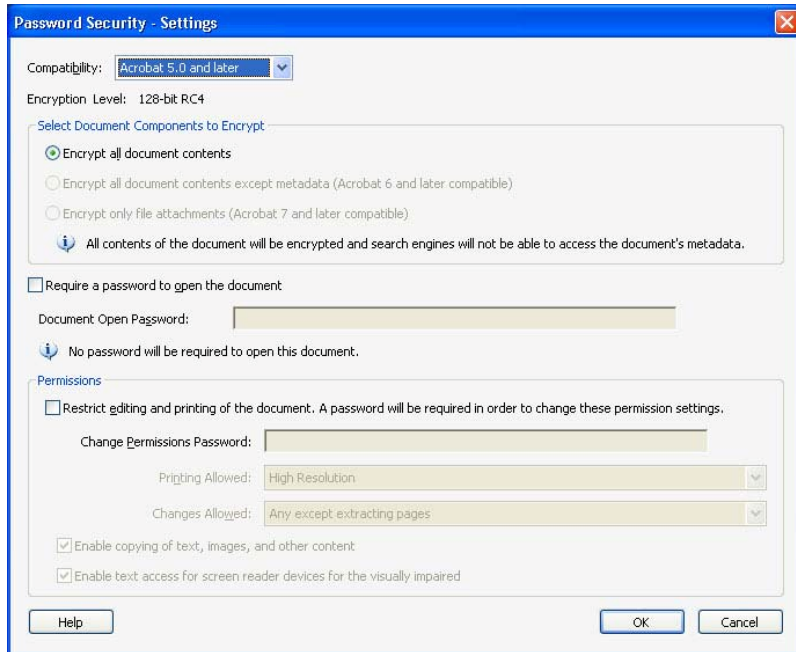 Password Security - Settings
Compatibility: Acrobat 5.0 and later
Encryption Level: 128-bit RC4
Select Document Components to Encrypt
Encrypt all document contents
Encrypt all document contents except metadata (Acrobat 6 and later compatible)
Encrypt only file attachments (Acrobat 7 and later compatible)
All contents of the document will be encrypted and search engines will not be able to access the document's metadata.
Require a password to open the document
Document Open Password:
No password will be required to open this document.
Permissions
Restrict editing and printing of the document. A password will be required in order to change these permission settings.
Change Permissions Password:
Printing Allowed: High Resolution
Changes Allowed: Any except extracting pages
Enable copying of text, images, and other content
Enable text access for screen reader devices for the visually impaired
Help OK Cancel